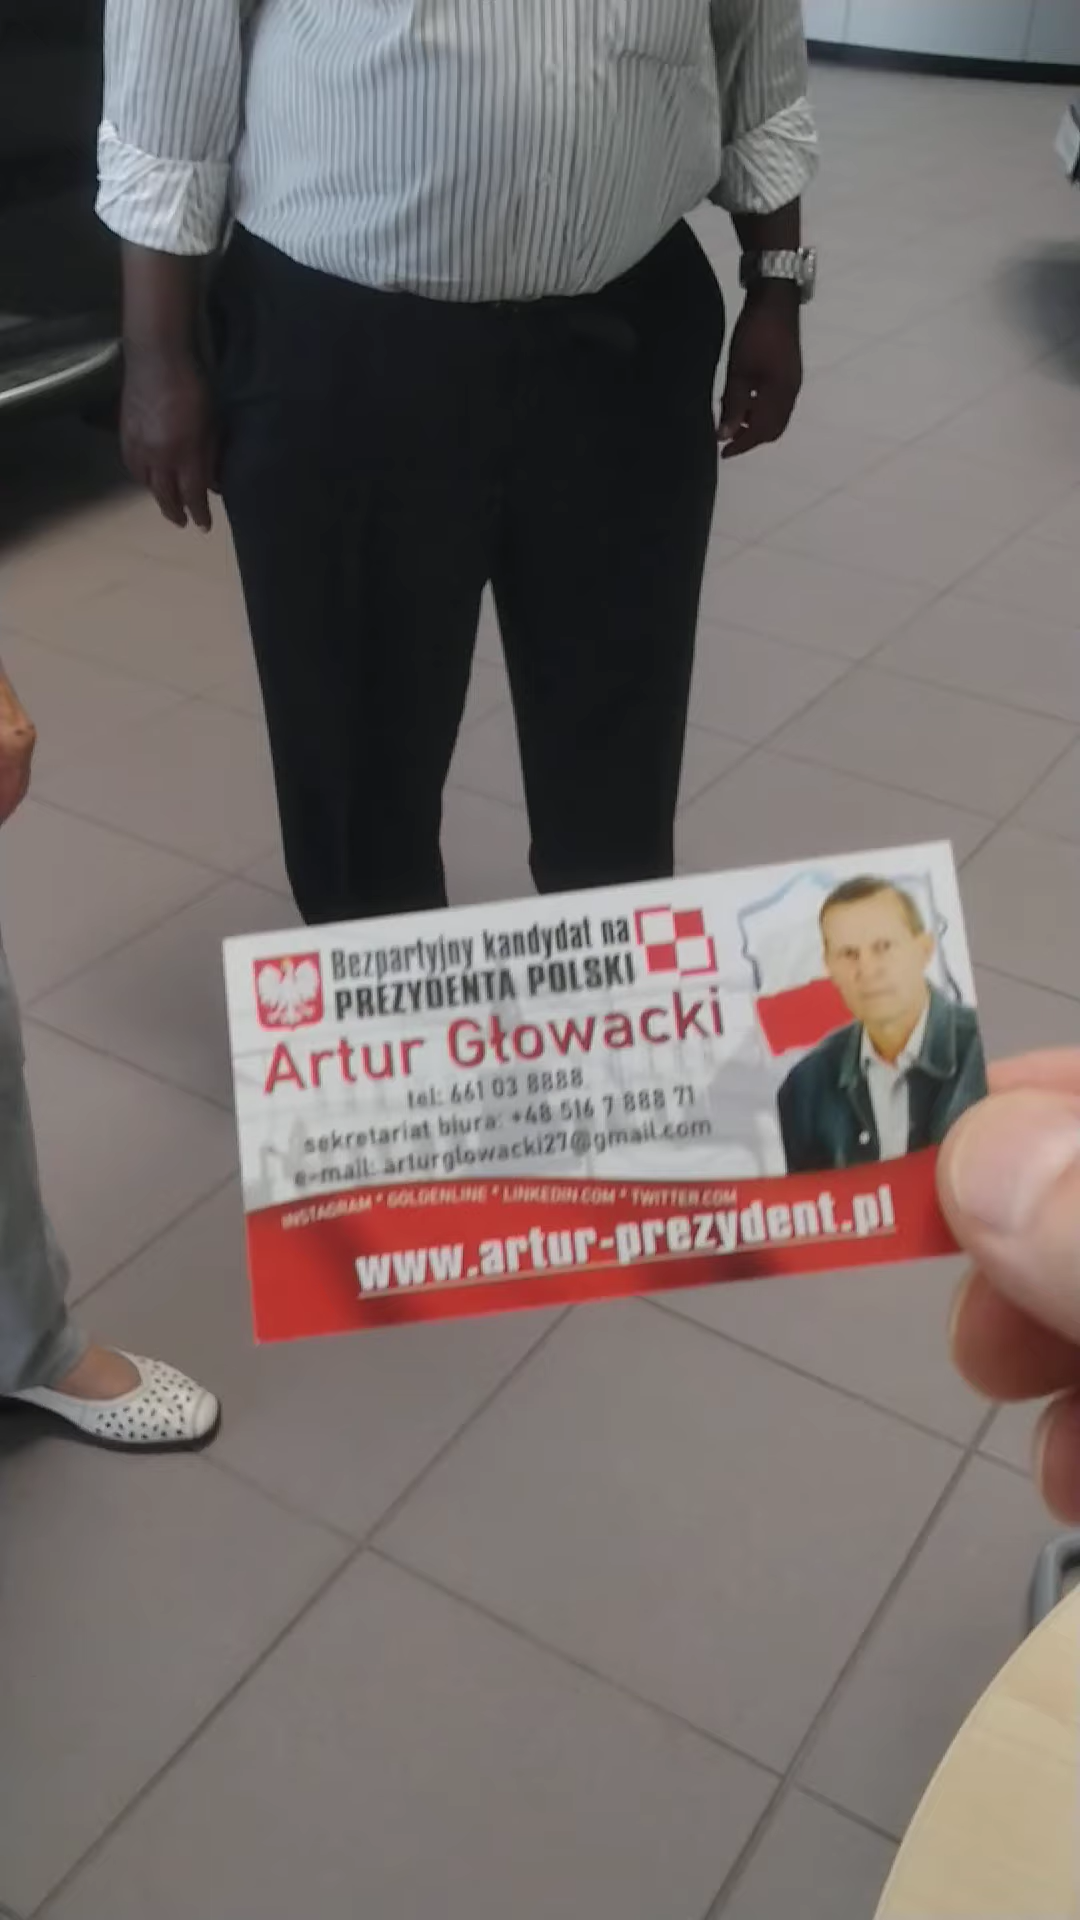 Bezpartyjny kandydat na
PREZYDENTA POLSKI
Artur Głowacki
tel: 661 03 8888
sekretariat biura: +48 516 7 888 71
e-mail: arturglowacki27@gmail.com
INSTAGRAM * GOLDENLINE * LINKEDIN.COM * TWITTER.COM
www.artur-prezydent.pl